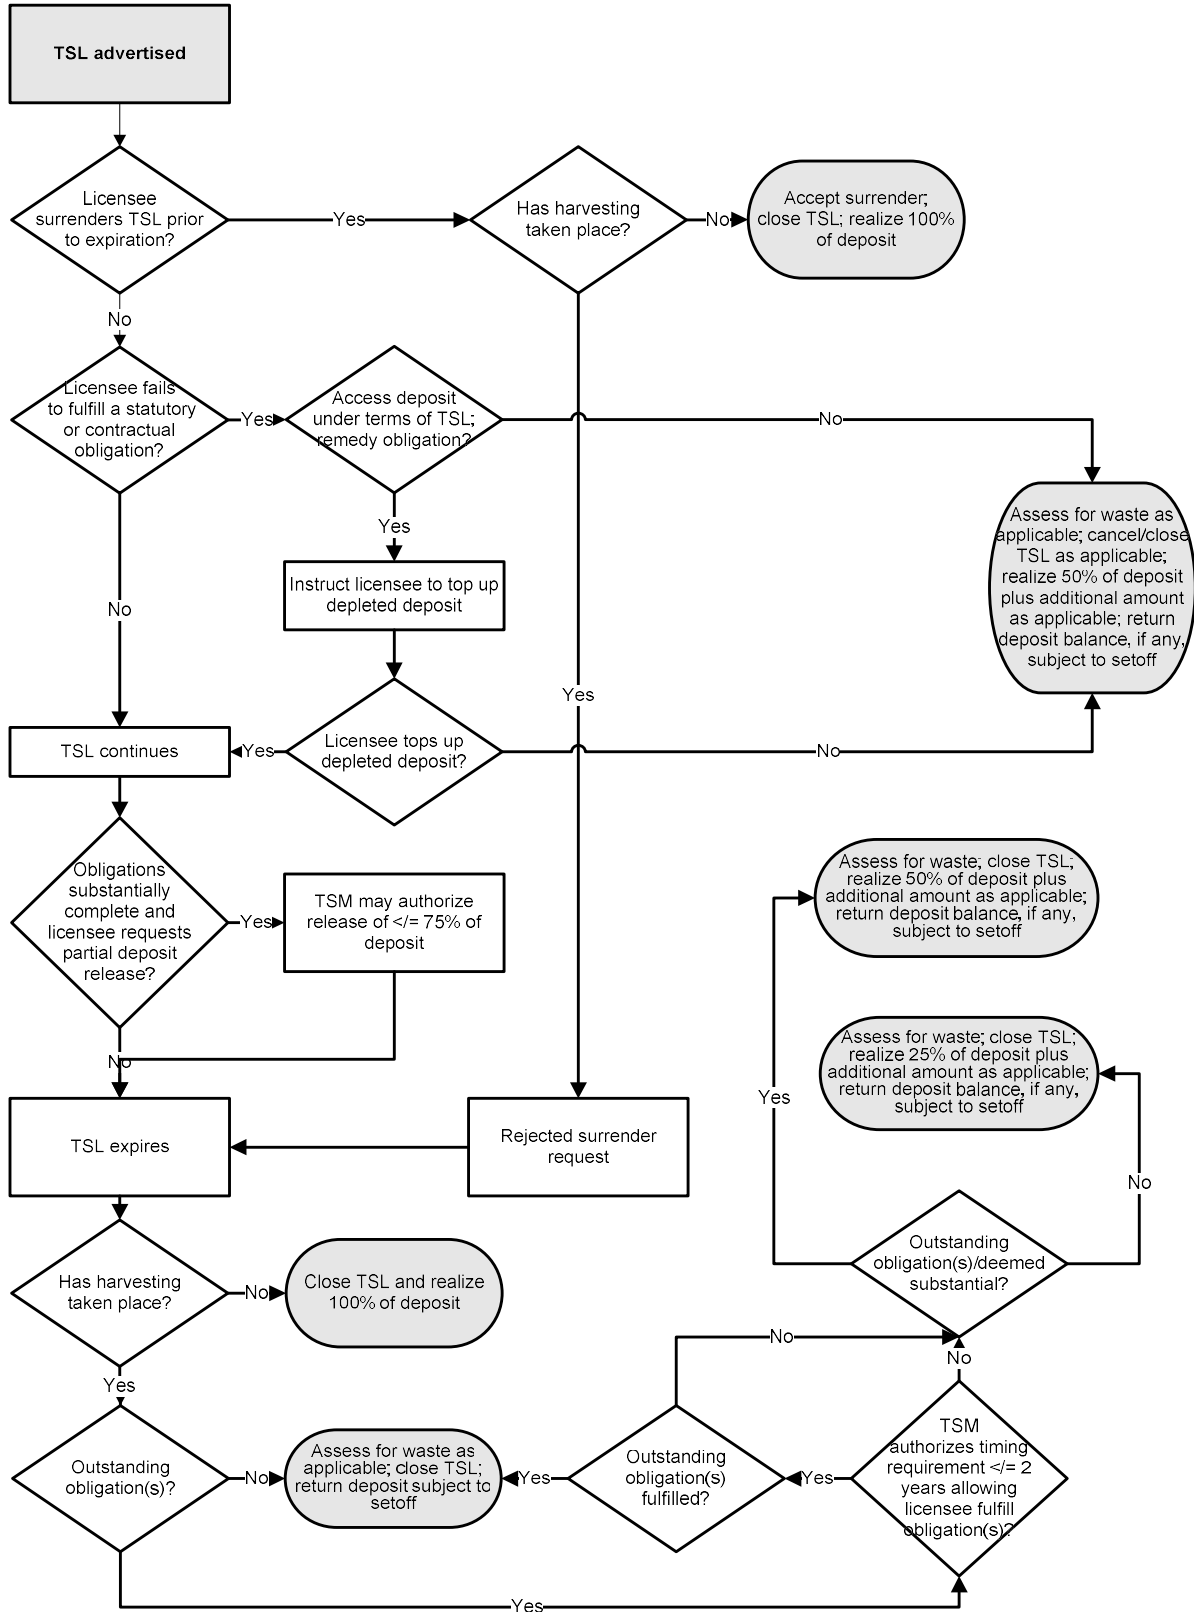 TSL advertised
Licensee
surrenders TSL prior
to expiration?
Yes
Has harvesting
taken place?
No
Accept surrender;
close TSL; realize 100%
of deposit
No
Licensee fails
to fulfill a statutory
or contractual
obligation?
Yes
Access deposit
under terms of TSL;
remedy obligation?
No
Assess for waste as
applicable; cancel/close
TSL as applicable;
realize 50% of deposit
plus additional amount
as applicable; return
deposit balance, if any,
subject to setoff
Yes
Instruct licensee to top up
depleted deposit
No
Yes
TSL continues
Yes
Licensee tops up
depleted deposit?
No
Obligations
substantially
complete and
licensee requests
partial deposit
release?
Yes
TSM may authorize
release of </= 75% of
deposit
Assess for waste; close TSL;
realize 50% of deposit plus
additional amount as applicable;
return deposit balance, if any,
subject to setoff
No
Assess for waste; close TSL;
realize 25% of deposit plus
additional amount as applicable;
return deposit balance, if any,
subject to setoff
Yes
TSL expires
Rejected surrender
request
No
Outstanding
obligation(s)/deemed
substantial?
Has harvesting
taken place?
No
Close TSL and realize
100% of deposit
No
No
Yes
Outstanding
obligation(s)?
No
Assess for waste as
applicable; close TSL;
return deposit subject to
setoff
Yes
Outstanding
obligation(s)
fulfilled?
Yes
TSM
authorizes timing
requirement </= 2
years allowing
licensee fulfill
obligation(s)?
Yes